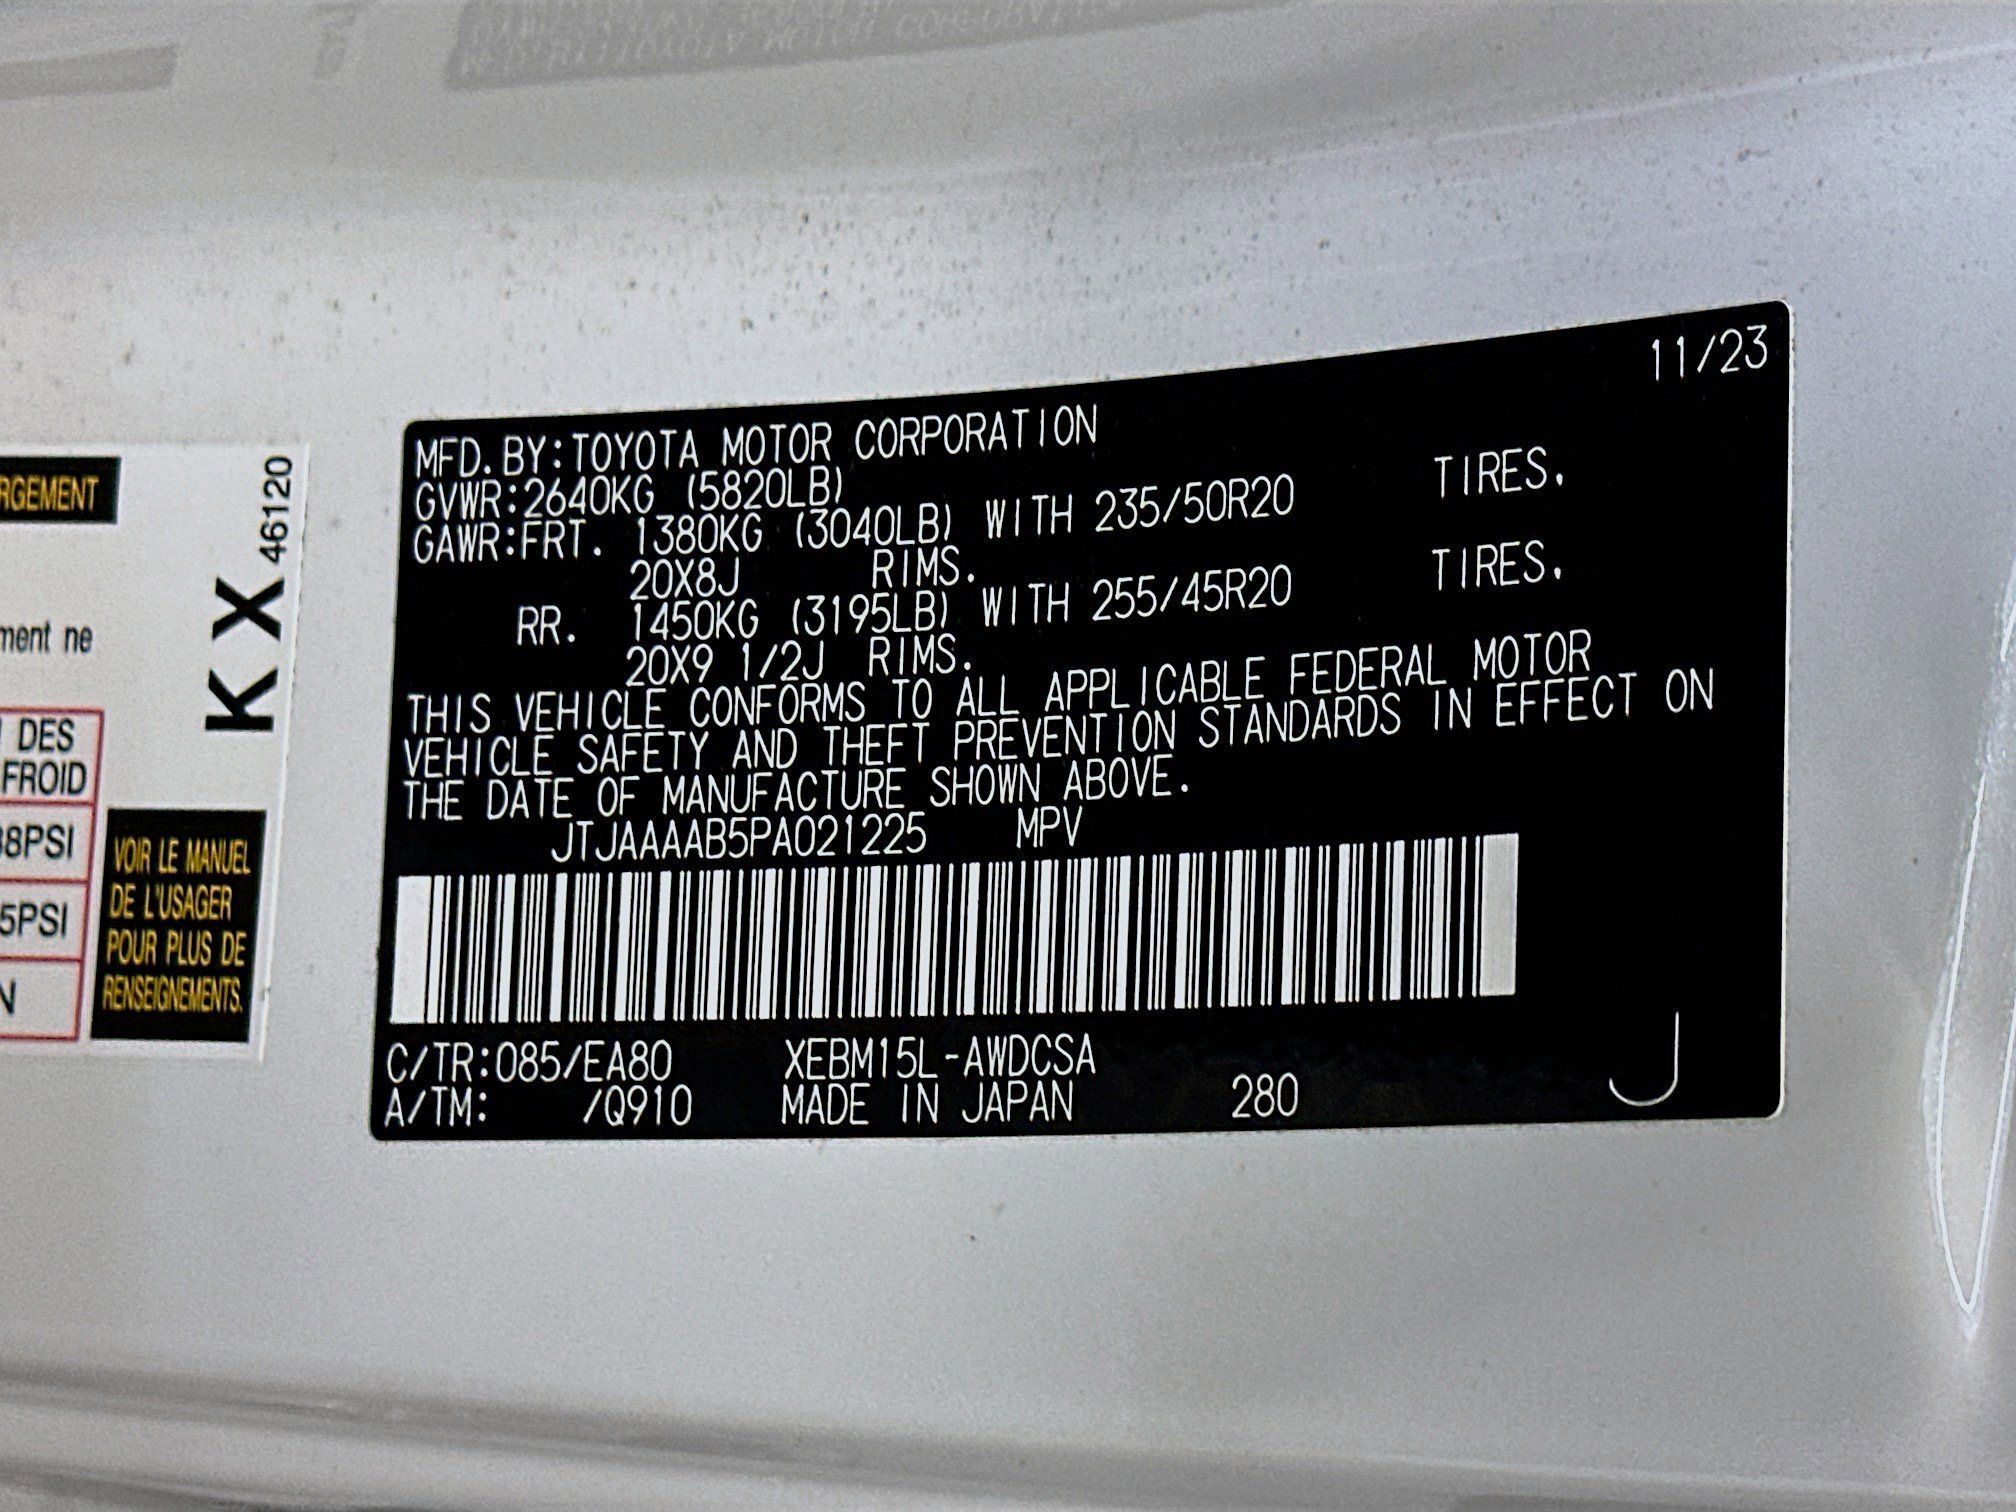 11/23
MFD.BY:TOYOTA MOTOR CORPORATION
GVWR:2640KG (5820LB)
GAWR:FRT. 1380KG (3040LB) WITH 235/50R20 TIRES.
20X8J RIMS.
RR. 1450KG (3195LB) WITH 255/45R20 TIRES.
20X9 1/2J RIMS.
THIS VEHICLE CONFORMS TO ALL APPLICABLE FEDERAL MOTOR
VEHICLE SAFETY AND THEFT PREVENTION STANDARDS IN EFFECT ON
THE DATE OF MANUFACTURE SHOWN ABOVE.
JTJAAAAB5PA021225 MPV
C/TR:085/EA80 XEBM15L-AWDCSA
A/TM: /Q910 MADE IN JAPAN 280 J
RGEMENT
ment ne
DES
FROID
38PSI
5PSI
N
KX 46120
VOIR LE MANUEL
DE L'USAGER
POUR PLUS DE
RENSEIGNEMENTS.